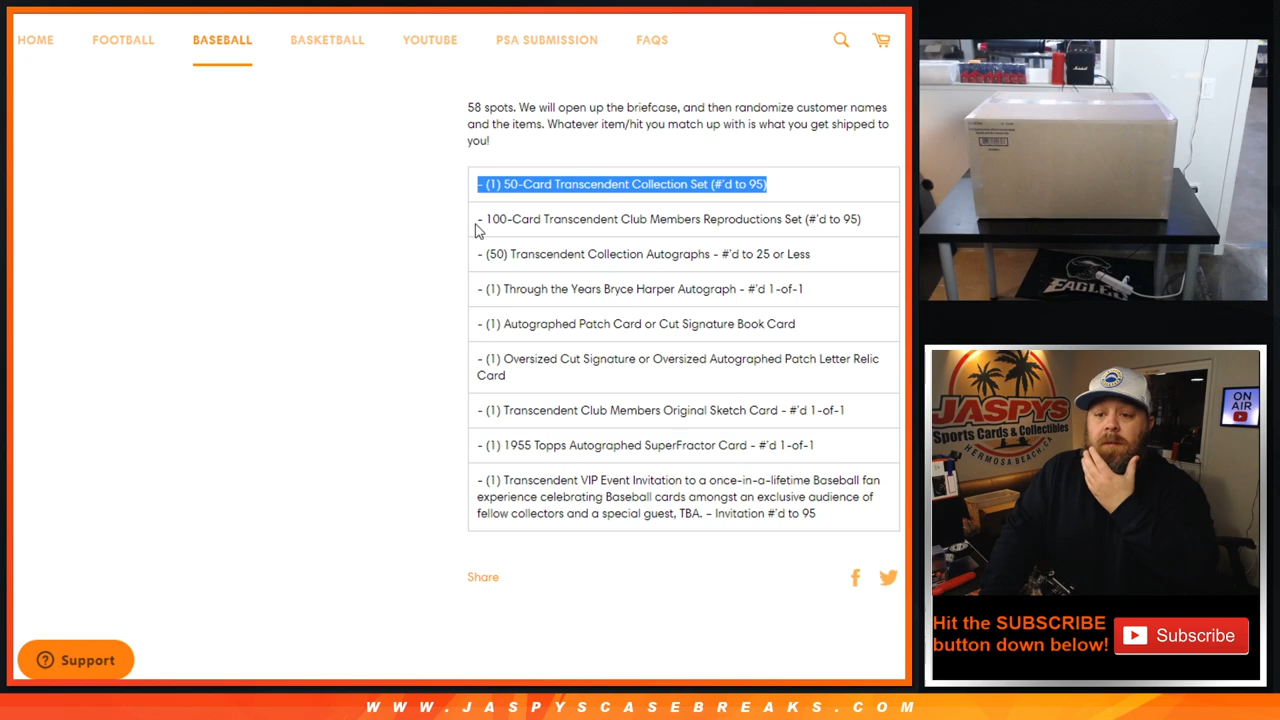 HOME FOOTBALL BASEBALL BASKETBALL YOUTUBE PSA SUBMISSION FAQS
58 spots. We will open up the briefcase, and then randomize customer names
and the items. Whatever item/hit you match up with is what you get shipped to
you!
- (1) 50-Card Transcendent Collection Set (#'d to 95)
- 100-Card Transcendent Club Members Reproductions Set (#'d to 95)
- (50) Transcendent Collection Autographs - #'d to 25 or Less
- (1) Through the Years Bryce Harper Autograph - #'d 1-of-1
- (1) Autographed Patch Card or Cut Signature Book Card
- (1) Oversized Cut Signature or Oversized Autographed Patch Letter Relic
Card
- (1) Transcendent Club Members Original Sketch Card - #'d 1-of-1
- (1) 1955 Topps Autographed SuperFractor Card - #'d 1-of-1
- (1) Transcendent VIP Event Invitation to a once-in-a-lifetime Baseball fan
experience celebrating Baseball cards amongst an exclusive audience of
fellow collectors and a special guest, TBA. - Invitation #'d to 95
Share
Support
Marshall
EAGLES
JASPYS
Sports Cards & Collectibles
HERMOSA BEACH, CA
ON
AIR
Hit the SUBSCRIBE
button down below!
Subscribe
WWW.JASPYSCASEBREAKS.COM